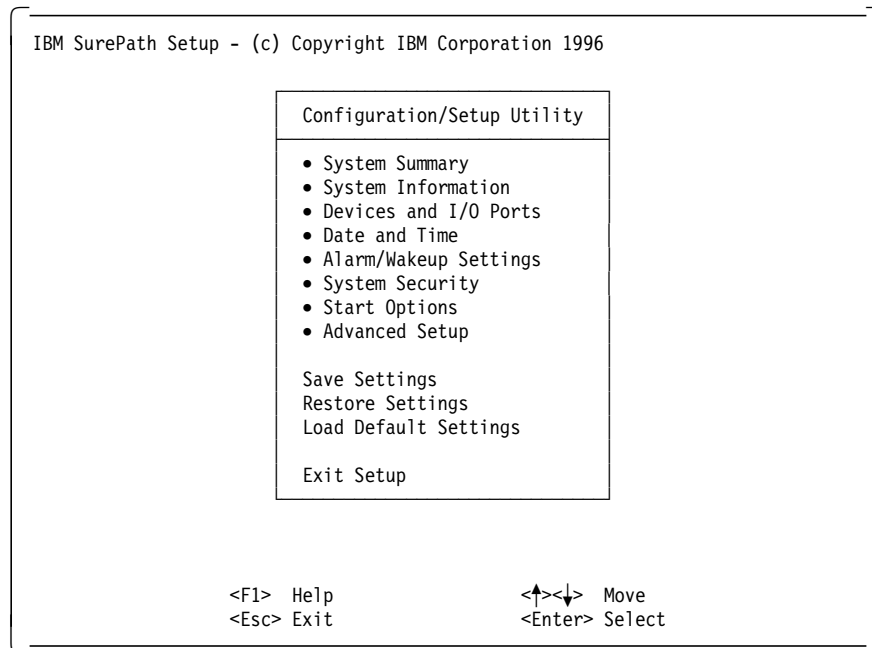 IBM SurePath Setup - (c) Copyright IBM Corporation 1996
Configuration/Setup Utility
• System Summary
• System Information
• Devices and I/O Ports
• Date and Time
• Alarm/Wakeup Settings
• System Security
• Start Options
• Advanced Setup
Save Settings
Restore Settings
Load Default Settings
Exit Setup
<F1> Help <↑><↓> Move
<Esc> Exit <Enter> Select